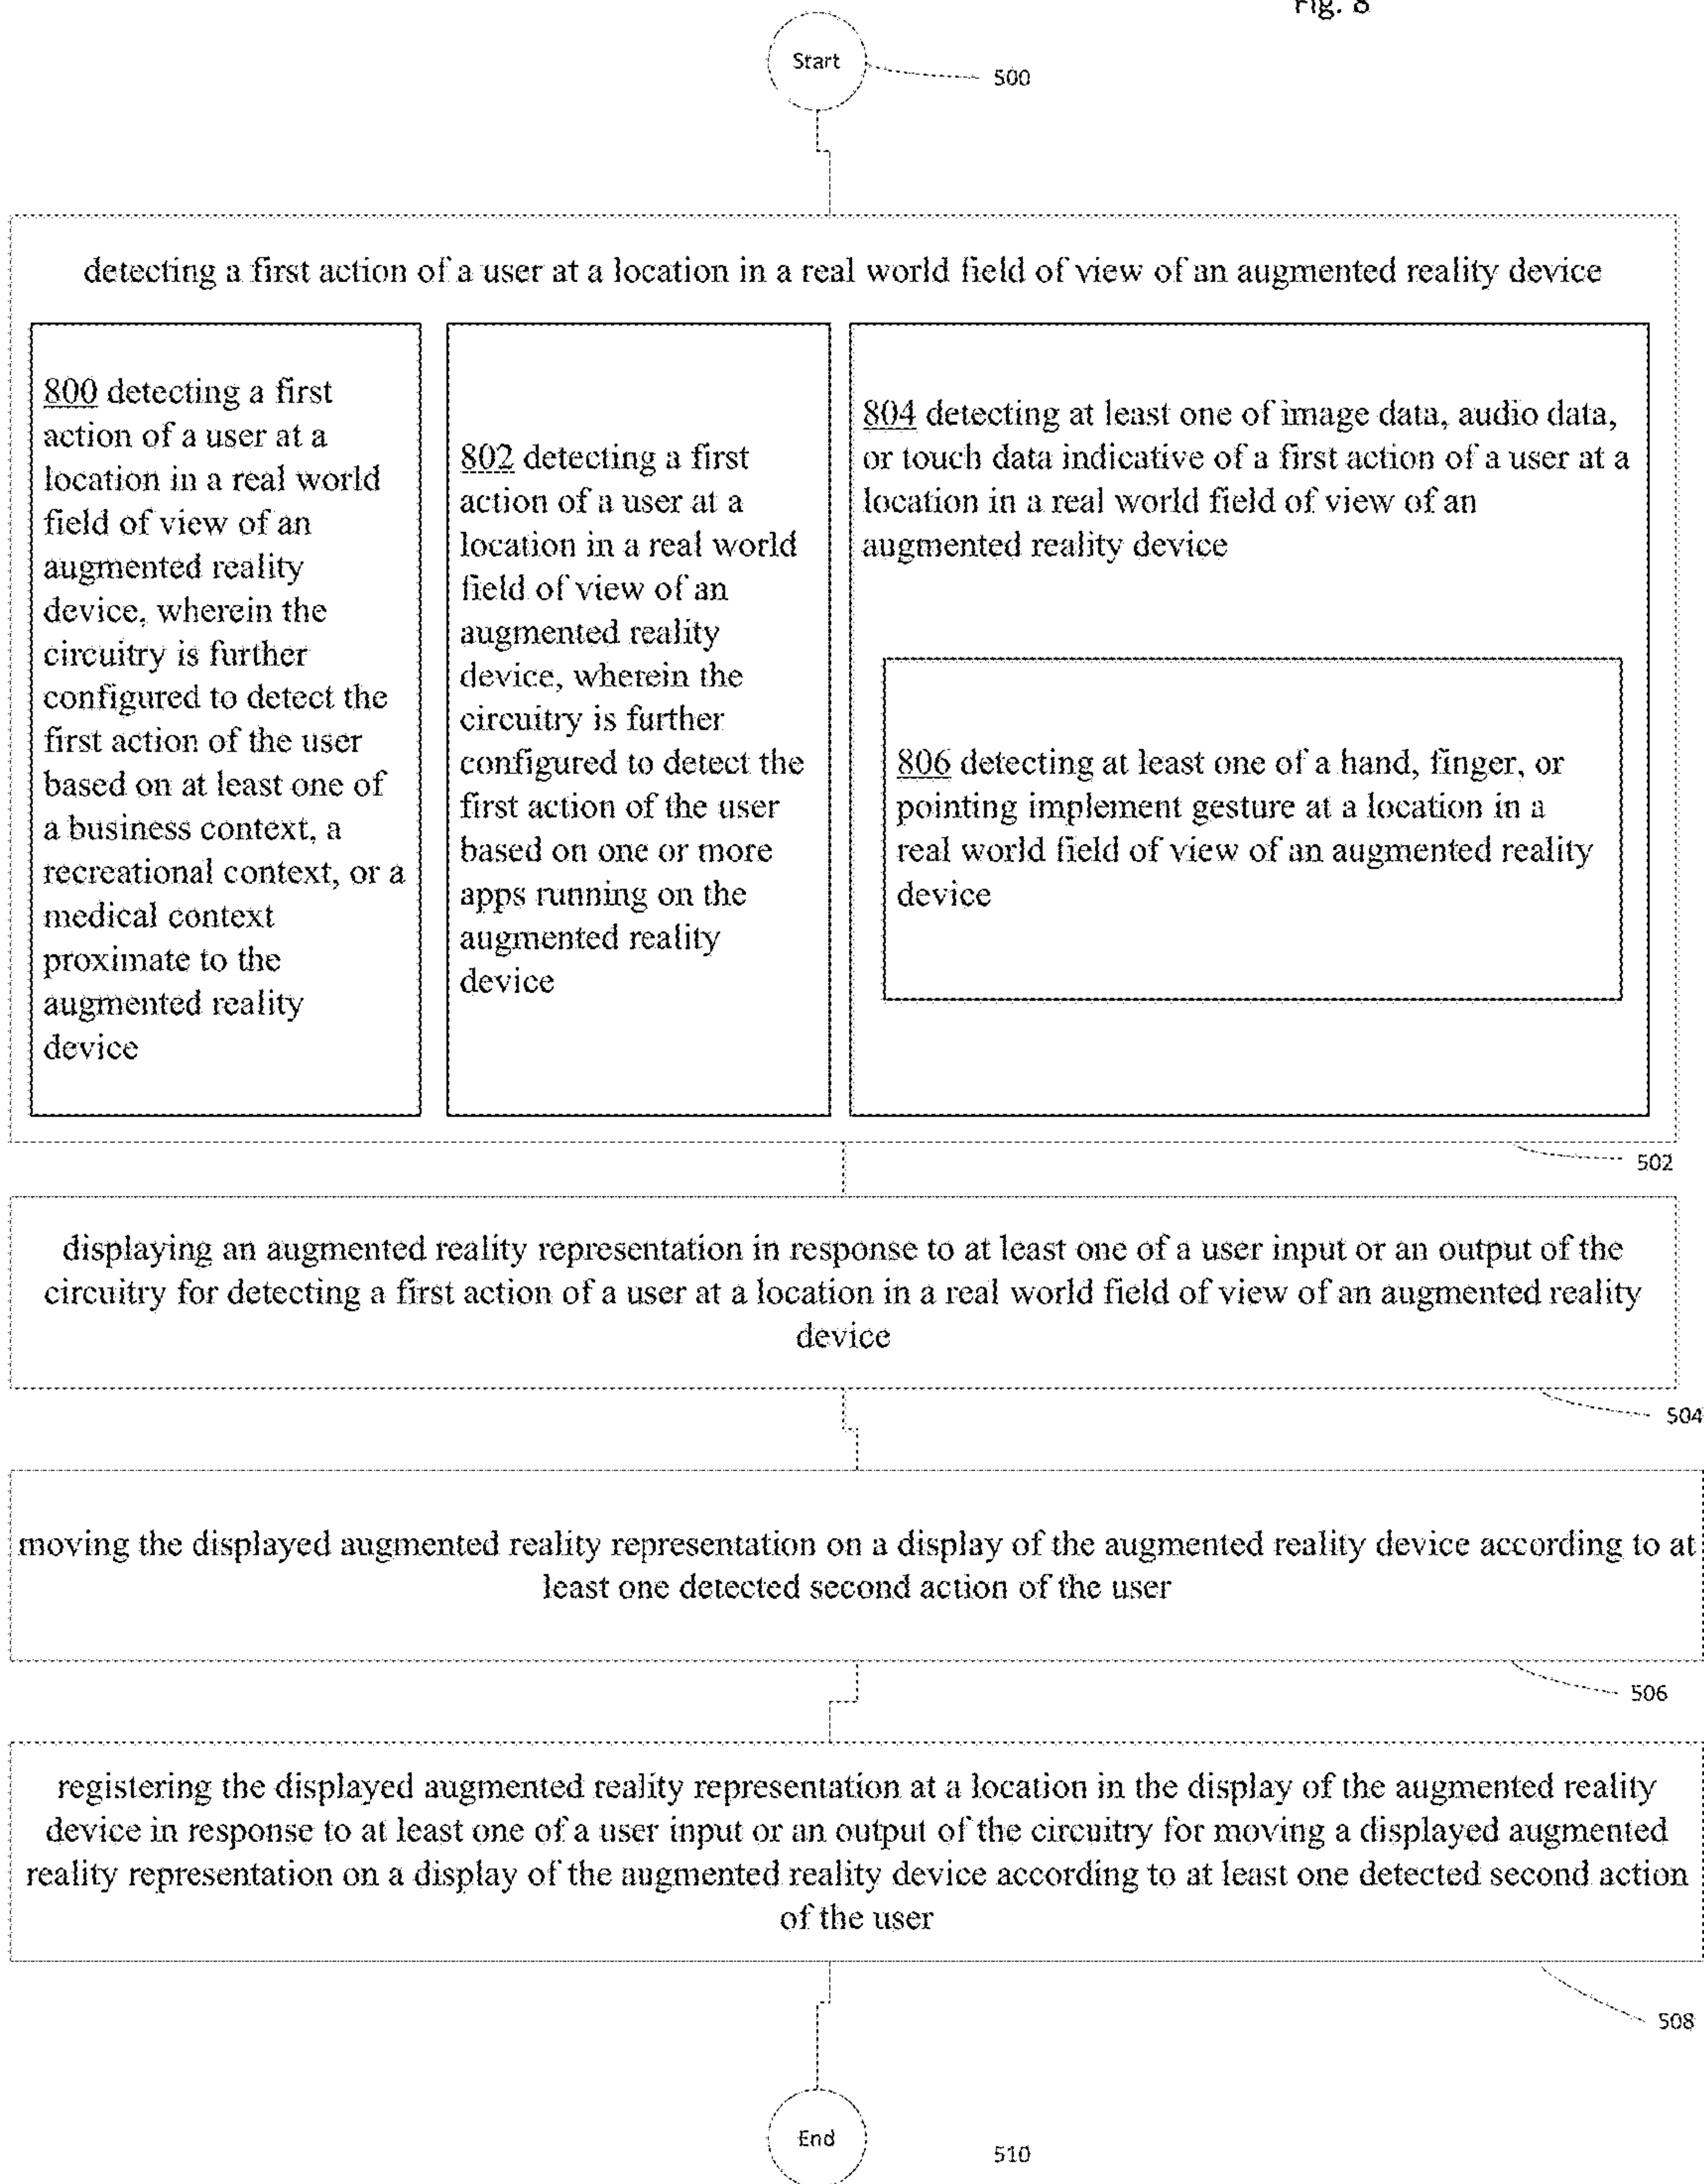 Fig. 8
Start
500
detecting a first action of a user at a location in a real world field of view of an augmented reality device
800 detecting a first
action of a user at a
location in a real world
field of view of an
augmented reality
device, wherein the
circuitry is further
configured to detect the
first action of the user
based on at least one of
a business context, a
recreational context, or a
medical context
proximate to the
augmented reality
device
802 detecting a first
action of a user at a
location in a real world
field of view of an
augmented reality
device, wherein the
circuitry is further
configured to detect the
first action of the user
based on one or more
apps running on the
augmented reality
device
804 detecting at least one of image data, audio data,
or touch data indicative of a first action of a user at a
location in a real world field of view of an
augmented reality device
806 detecting at least one of a hand, finger, or
pointing implement gesture at a location in a
real world field of view of an augmented reality
device
502
displaying an augmented reality representation in response to at least one of a user input or an output of the
circuitry for detecting a first action of a user at a location in a real world field of view of an augmented reality
device
504
moving the displayed augmented reality representation on a display of the augmented reality device according to at
least one detected second action of the user
506
registering the displayed augmented reality representation at a location in the display of the augmented reality
device in response to at least one of a user input or an output of the circuitry for moving a displayed augmented
reality representation on a display of the augmented reality device according to at least one detected second action
of the user
508
End
510